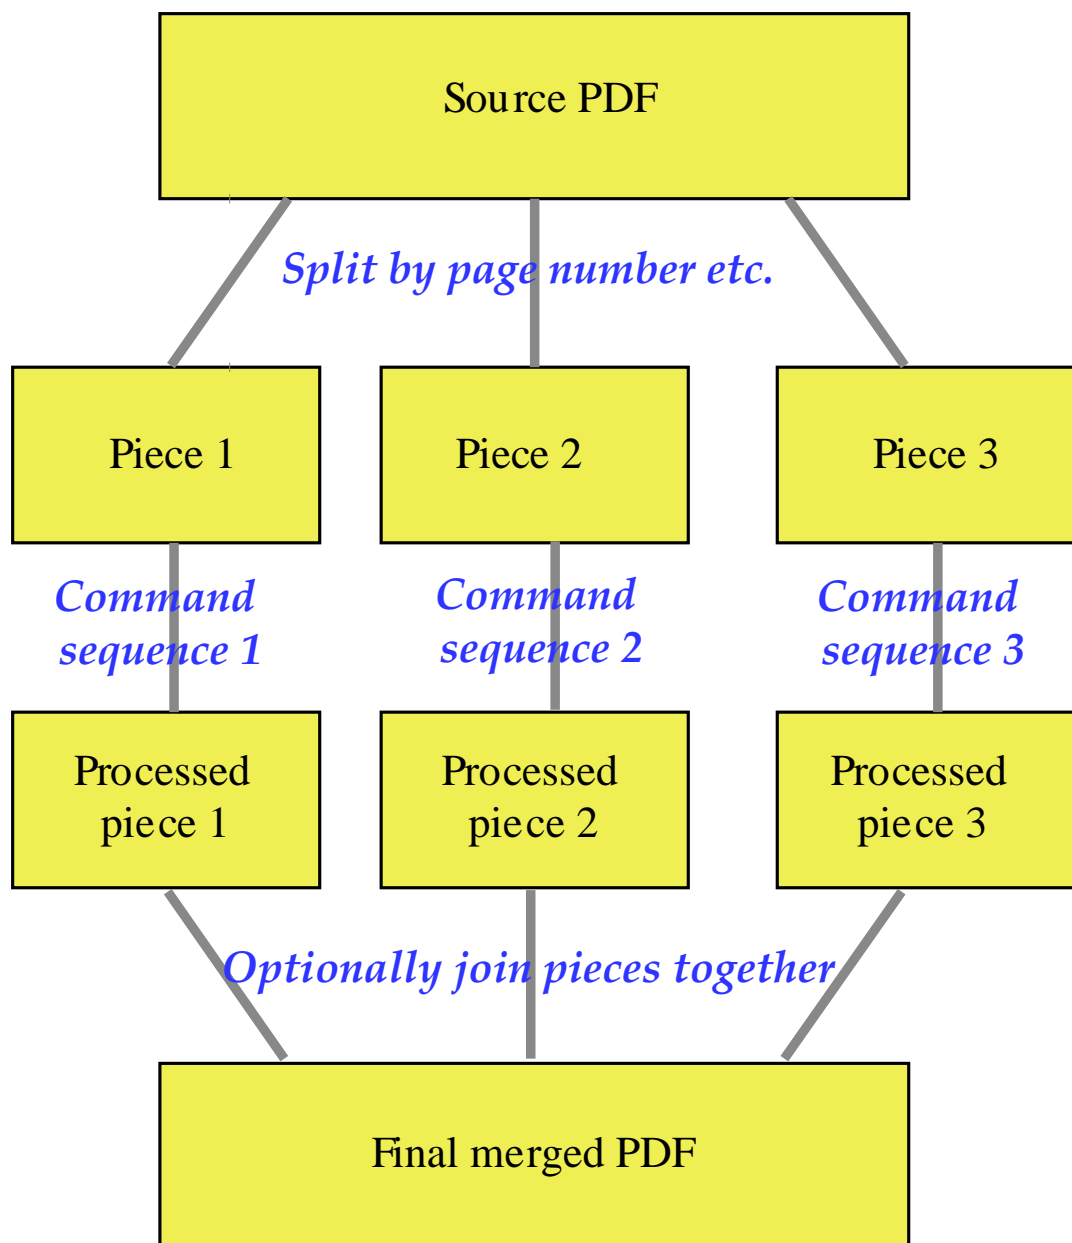 Source PDF
Split by page number etc.
Piece 1
Piece 2
Piece 3
Command
sequence 1
Command
sequence 2
Command
sequence 3
Processed
piece 1
Processed
piece 2
Processed
piece 3
Optionally join pieces together
Final merged PDF